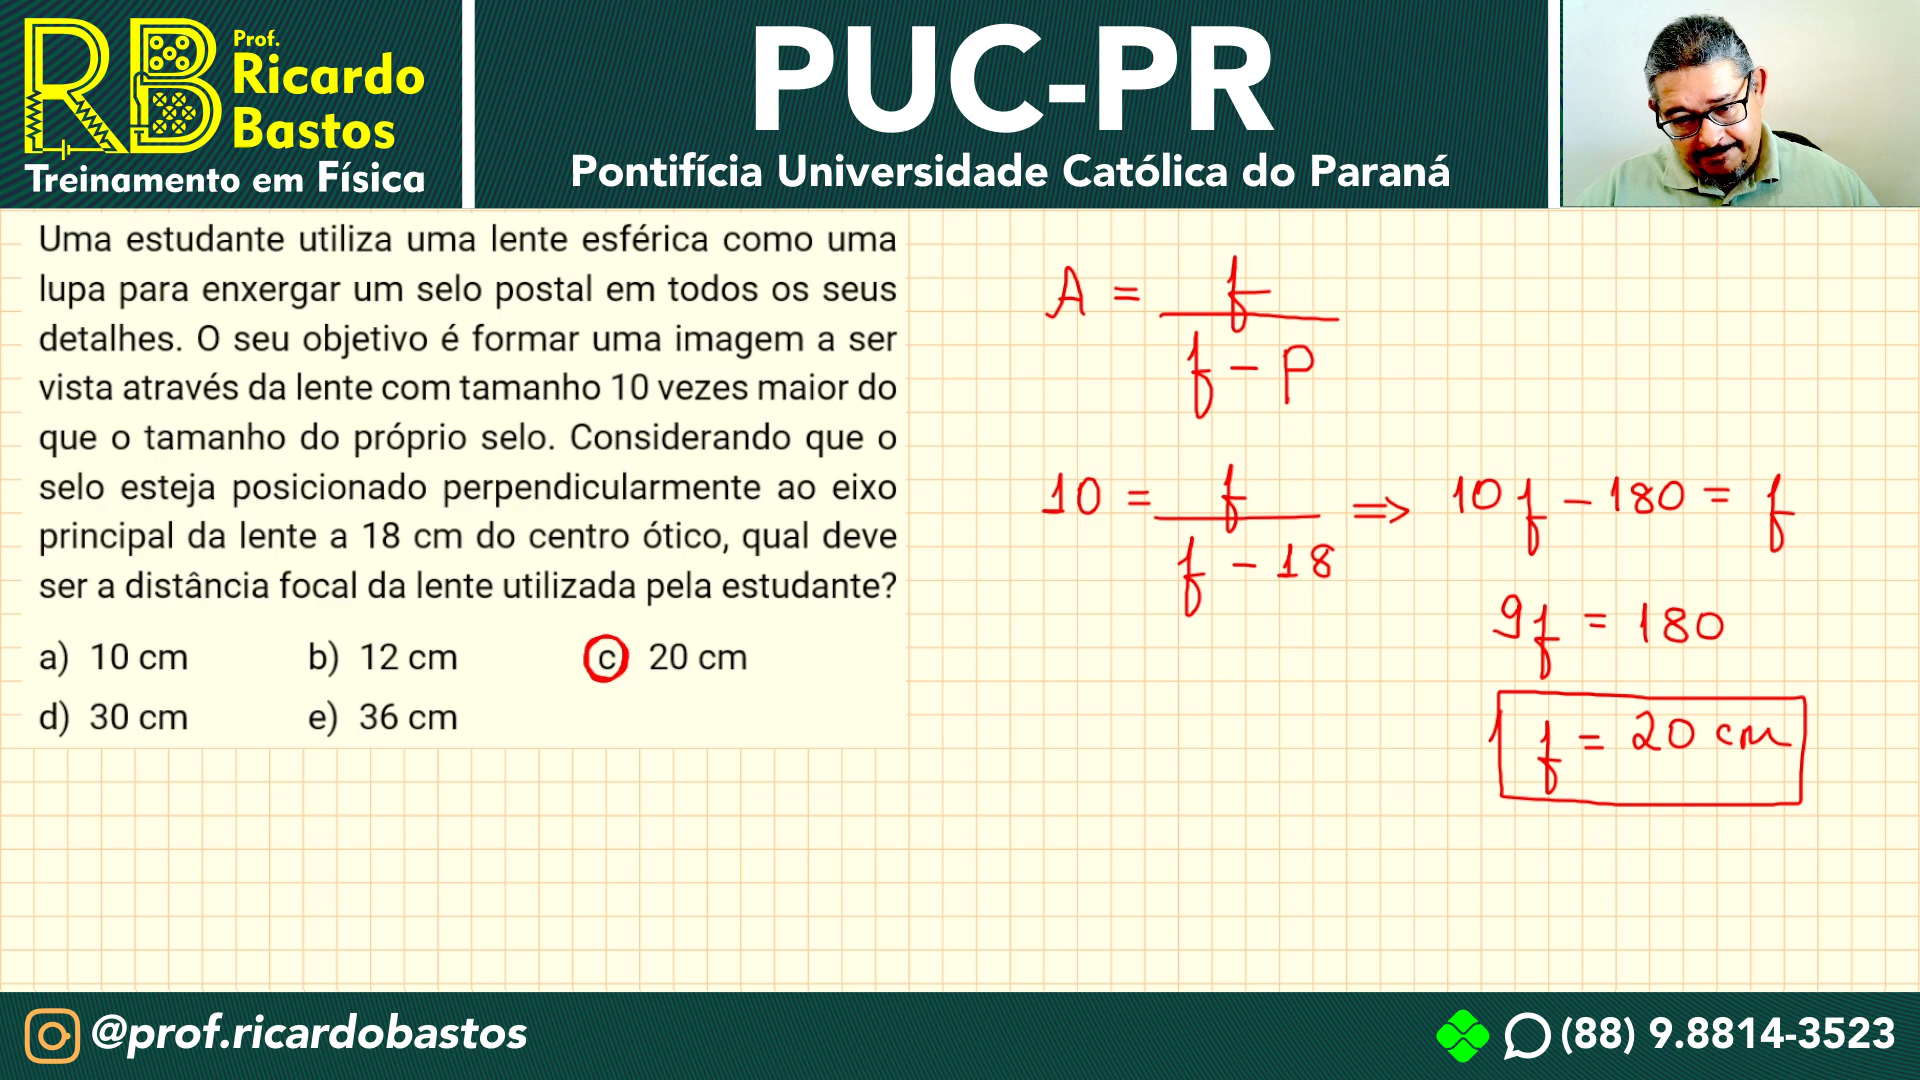 RB
Prof.
Ricardo
Bastos
Treinamento em Física
PUC-PR
Pontifícia Universidade Católica do Paraná
Uma estudante utiliza uma lente esférica como uma
lupa para enxergar um selo postal em todos os seus
detalhes. O seu objetivo é formar uma imagem a ser
vista através da lente com tamanho 10 vezes maior do
que o tamanho do próprio selo. Considerando que o
selo esteja posicionado perpendicularmente ao eixo
principal da lente a 18 cm do centro ótico, qual deve
ser a distância focal da lente utilizada pela estudante?
a) 10 cm b) 12 cm c) 20 cm
d) 30 cm e) 36 cm
A = f
f - P
10 = f ⇒ 10f - 180 = f
f - 18
9f = 180
f = 20 cm
@prof.ricardobastos
(88) 9.8814-3523